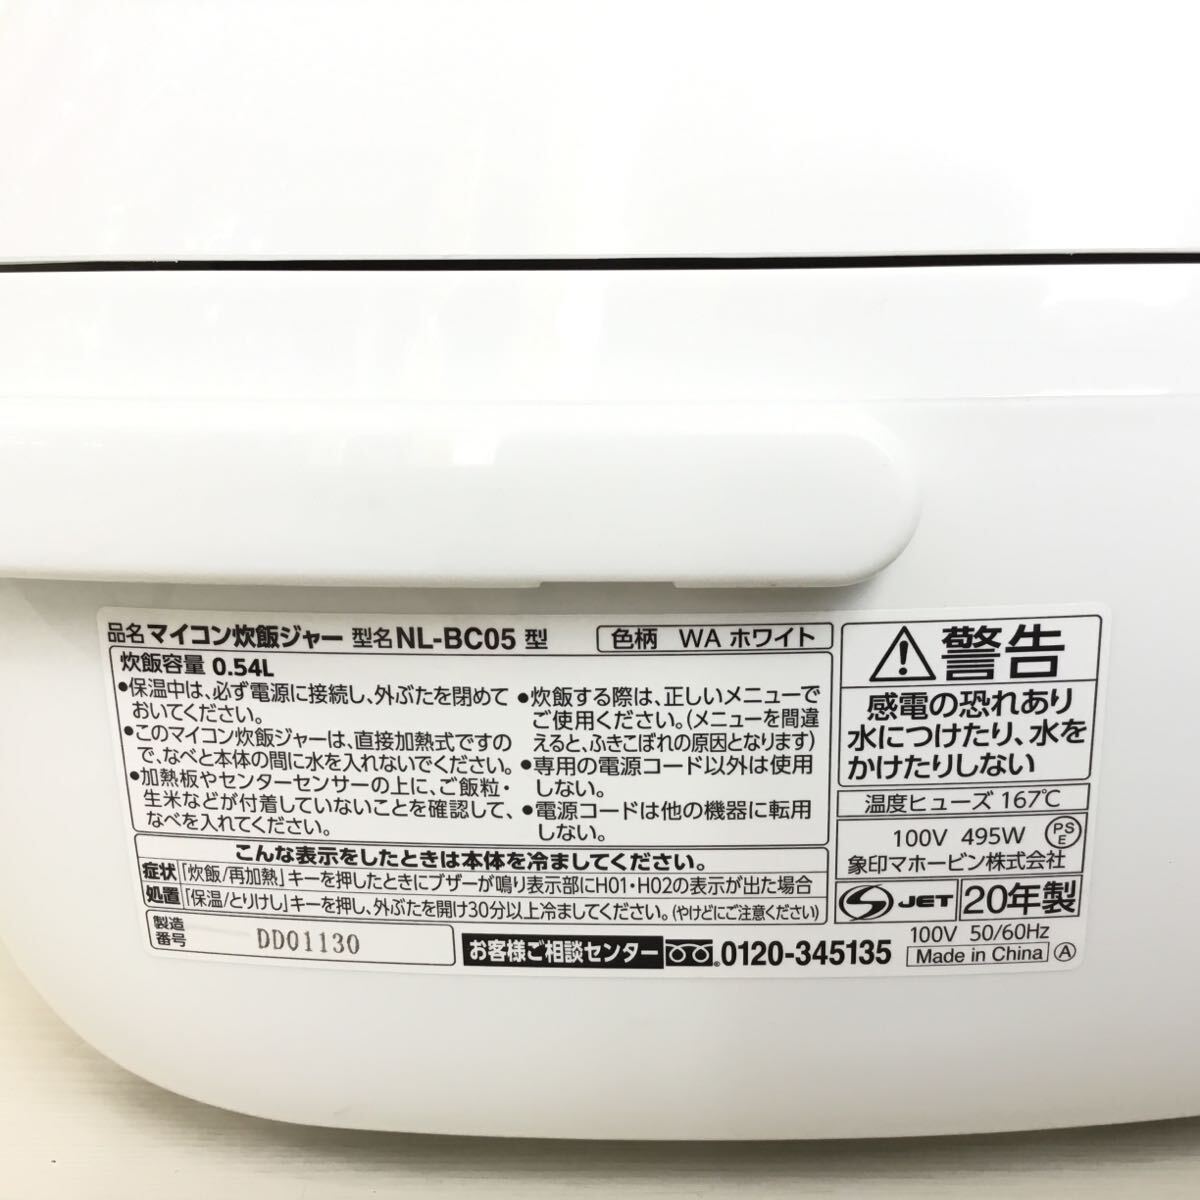 品名 マイコン炊飯ジャー 型名 NL-BC05 型
色柄 WA ホワイト
炊飯容量 0.54L
•保温中は、必ず電源に接続し、外ぶたを閉めて
おいてください。
•このマイコン炊飯ジャーは、直接加熱式ですの
で、なべと本体の間に水を入れないでください。
•加熱板やセンターセンサーの上に、ご飯粒・
生米などが付着していないことを確認して、
なべを入れてください。
•炊飯する際は、正しいメニューで
ご使用ください。(メニューを間違
えると、ふきこぼれの原因となります)
•専用の電源コード以外は使用
しない。
•電源コードは他の機器に転用
しない。
こんな表示をしたときは本体を冷ましてください。
症状 「炊飯/再加熱」キーを押したときにブザーが鳴り表示部にH01・H02の表示が出た場合
処置 「保温/とりけし」キーを押し、外ぶたを開け30分以上冷ましてください。(やけどにご注意ください)
製造
番号
DD01130
お客様ご相談センター 0120-345135
警告
感電の恐れあり
水につけたり、水を
かけたりしない
温度ヒューズ 167℃
100V 495W
PS
E
象印マホービン株式会社
S JET
20年製
100V 50/60Hz
Made in China A